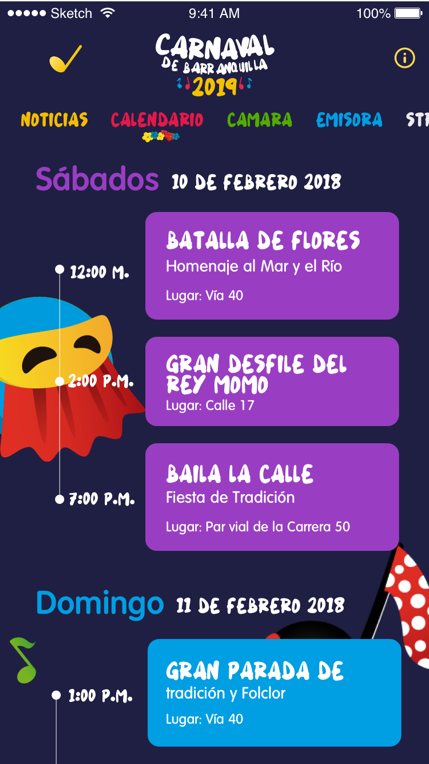 Sketch 9:41 AM 100%
CARNAVAL
DE BARRANQUILLA
2019
NOTICIAS CALENDARIO CAMARA EMISORA STR
Sábados 10 DE FEBRERO 2018
BATALLA DE FLORES
Homenaje al Mar y el Río
12:00 M.
Lugar: Vía 40
GRAN DESFILE DEL
REY MOMO
2:00 P.M.
Lugar: Calle 17
BAILA LA CALLE
Fiesta de Tradición
7:00 P.M.
Lugar: Par vial de la Carrera 50
Domingo 11 DE FEBRERO 2018
GRAN PARADA DE
tradición y Folclor
1:00 P.M.
Lugar: Vía 40